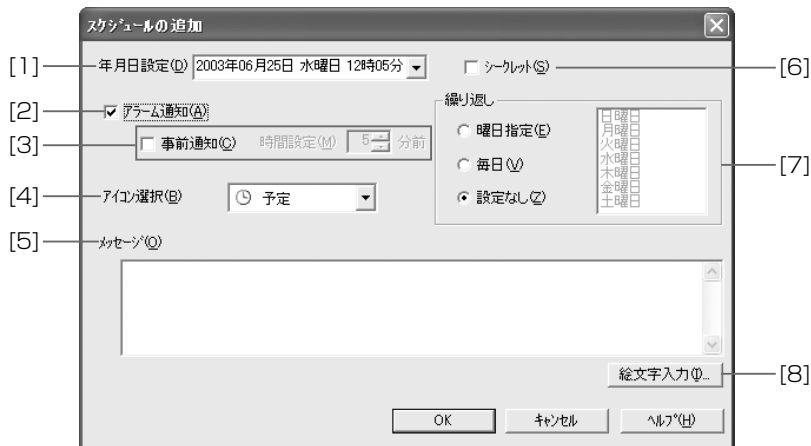 スケジュールの追加
[1] 年月日設定(D) 2003年06月25日 水曜日 12時05分
シークレット(S) [6]
[2] アラーム通知(A)
[3] 事前通知(C) 時間設定(M) 5 分前
繰り返し
曜日指定(E)
毎日(V)
設定なし(Z)
日曜日
月曜日
火曜日
水曜日
木曜日
金曜日
土曜日
[7]
[4] アイコン選択(B) 予定
[5] メッセージ(O)
絵文字入力(I)... [8]
OK キャンセル ヘルプ(H)